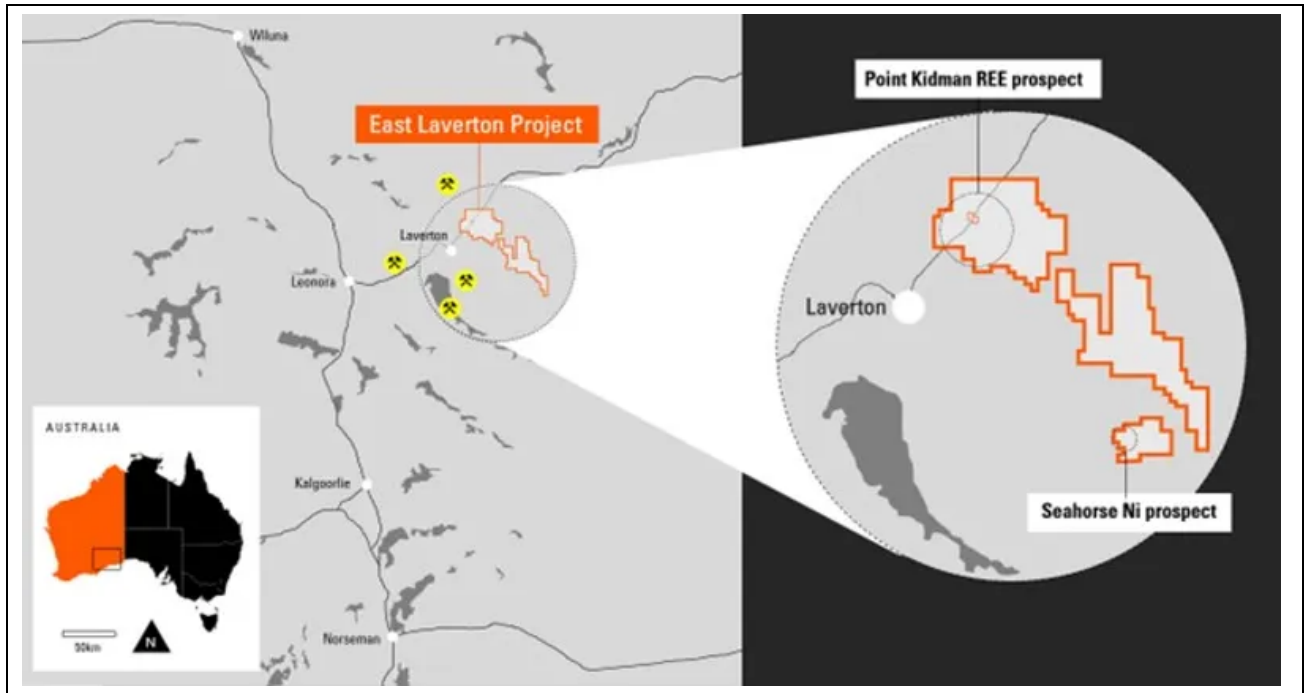 Wiluna
Point Kidman REE prospect
East Laverton Project
Laverton
Leonora
Laverton
AUSTRALIA
Kalgoorlie
Seahorse Ni prospect
50km
N
Norseman